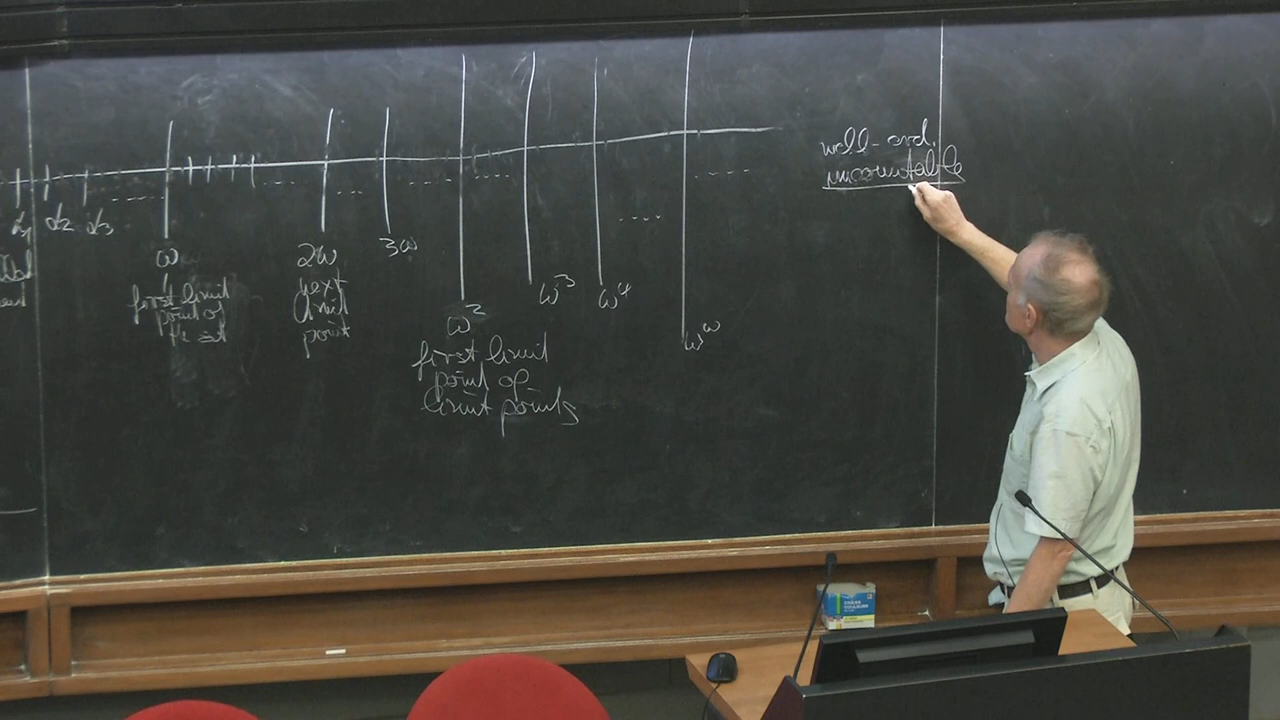 well-ord.
uncountable
α2 α3
ω
first limit
point of
the set
2ω
next
limit
point
3ω
ω²
first limit
point of
limit points
ω³
ω⁴
ω^ω